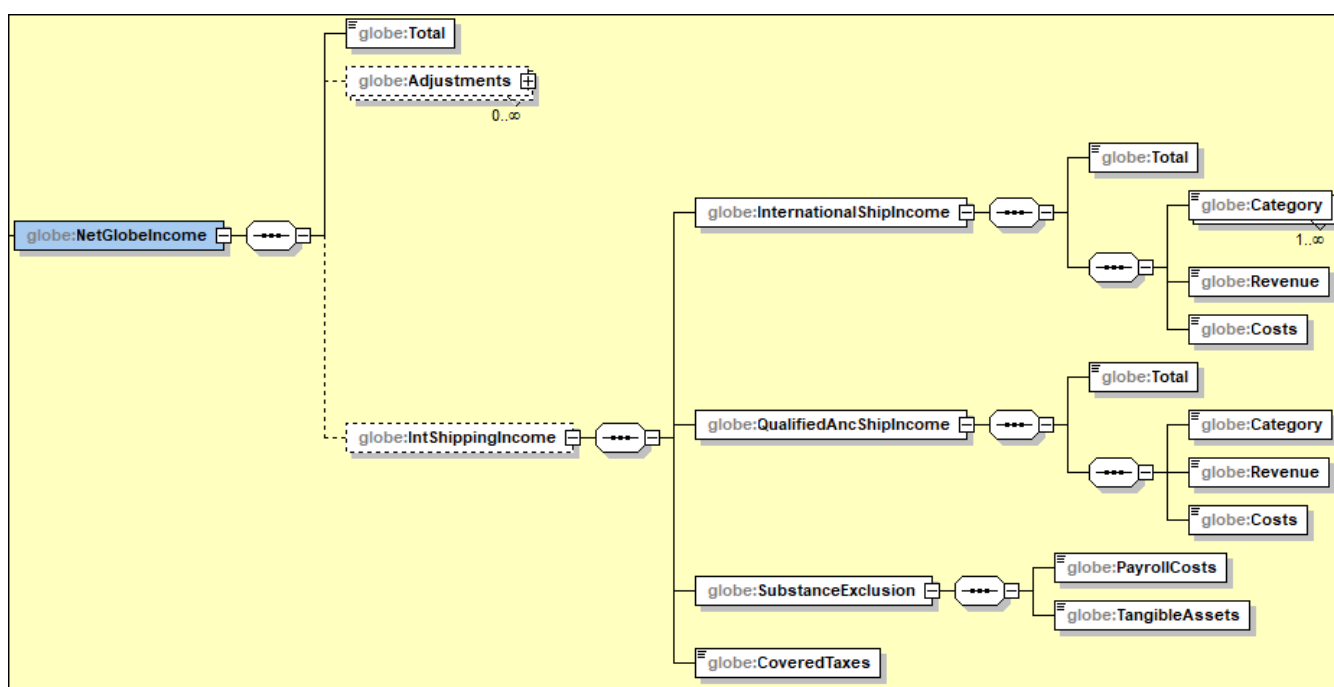 globe:Total
globe:Adjustments
0..∞
globe:NetGlobeIncome
globe:IntShippingIncome
globe:InternationalShipIncome
globe:Total
globe:Category
1..∞
globe:Revenue
globe:Costs
globe:QualifiedAncShipIncome
globe:Total
globe:Category
globe:Revenue
globe:Costs
globe:SubstanceExclusion
globe:PayrollCosts
globe:TangibleAssets
globe:CoveredTaxes